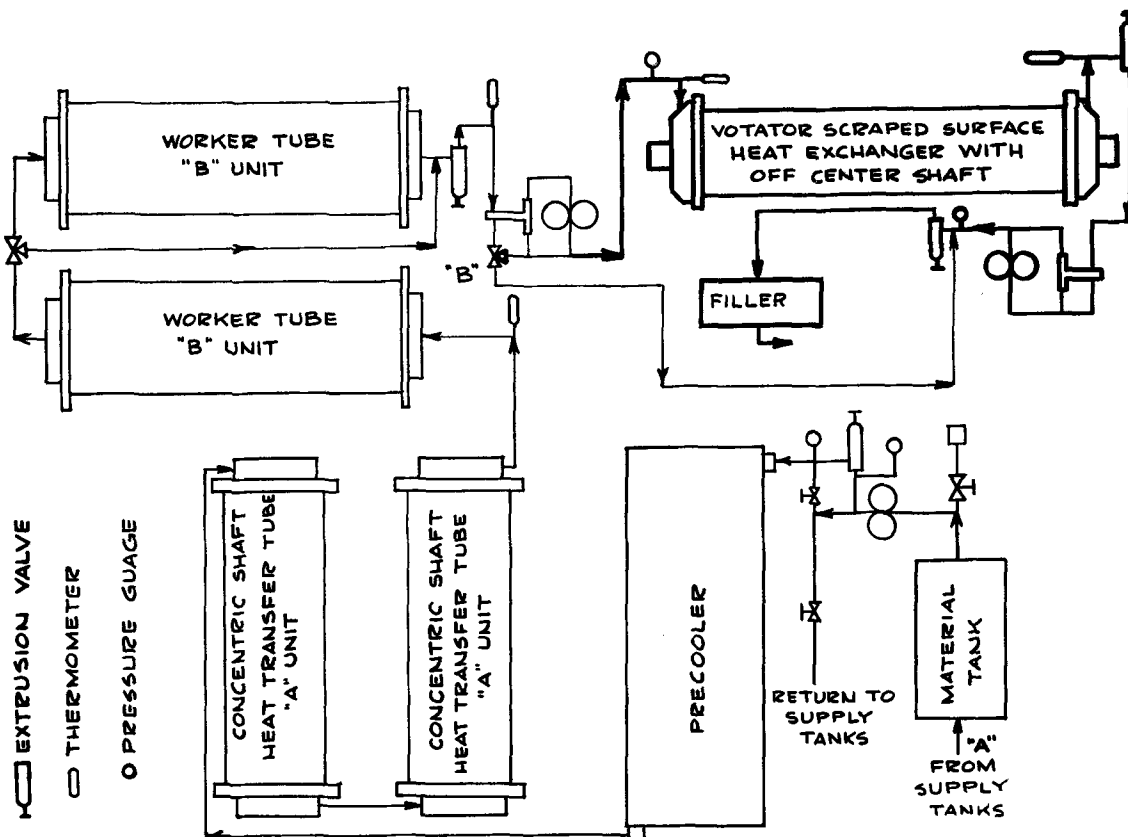 WORKER TUBE
"B" UNIT
VOTATOR SCRAPED SURFACE
HEAT EXCHANGER WITH
OFF CENTER SHAFT
"B"
FILLER
WORKER TUBE
"B" UNIT
CONCENTRIC SHAFT
HEAT TRANSFER TUBE
"A" UNIT
CONCENTRIC SHAFT
HEAT TRANSFER TUBE
"A" UNIT
PRECOOLER
MATERIAL
TANK
RETURN TO
SUPPLY
TANKS
"A"
FROM
SUPPLY
TANKS
EXTRUSION VALVE
THERMOMETER
PRESSURE GUAGE